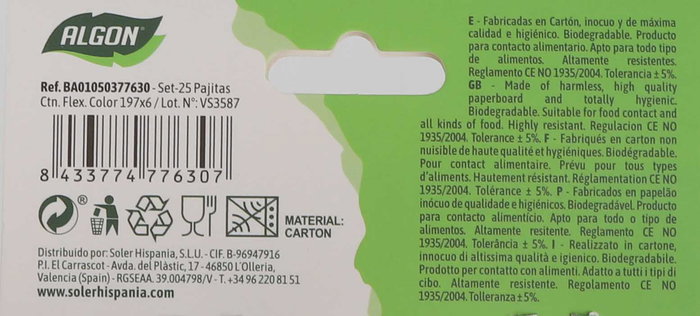 ALGON
Ref. BA01050377630 - Set-25 Pajitas
Ctn. Flex. Color 197x6 / Lot. N°: VS3587
8 433774 776307
MATERIAL:
CARTON
Distribuido por: Soler Hispania, S.L.U. - CIF. B-96947916
P.I. El Carrascot - Avda. del Plàstic, 17 - 46850 L'Olleria,
Valencia (Spain) - RGSEAA. 39.004798/V - T. +34 96 220 81 51
www.solerhispania.com
E - Fabricadas en Cartón, inocuo y de máxima
calidad e higiénico. Biodegradable. Producto
para contacto alimentario. Apto para todo tipo
de alimentos. Altamente resistentes.
Reglamento CE NO 1935/2004. Tolerancia ± 5%.
GB - Made of harmless, high quality
paperboard and totally hygienic.
Biodegradable. Suitable for food contact and
all kinds of food. Highly resistant. Regulacion CE NO
1935/2004. Tolerance ± 5%. F - Fabriqués en carton non
nuisible de haute qualité et hygiéniques. Biodégradable.
Pour contact alimentaire. Prévu pour tous types
d'aliments. Hautement résistant. Réglamentation CE NO
1935/2004. Tolérance ± 5%. P - Fabricados en papelão
inócuo de qualidade e higiénicos. Biodegradável. Producto
para contacto alimentício. Apto para todo o tipo de
alimentos. Altamente resitente. Regulamento CE NO
1935/2004. Tolerância ± 5%. I - Realizzato in cartone,
innocuo di altissima qualità e igienico. Biodegradabile.
Prodotto per contatto con alimenti. Adatto a tutti i tipi di
cibo. Altamente resistente. Regolamento CE NO
1935/2004. Tolleranza ± 5%.